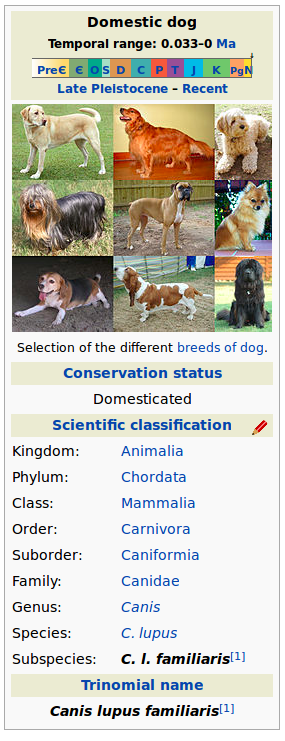 Domestic dog
Temporal range: 0.033–0 Ma
PreЄ Є O S D C P T J K Pg N
↓
Late Pleistocene – Recent
Selection of the different breeds of dog.
Conservation status
Domesticated
Scientific classification
Kingdom: Animalia
Phylum: Chordata
Class: Mammalia
Order: Carnivora
Suborder: Caniformia
Family: Canidae
Genus: Canis
Species: C. lupus
Subspecies: C. l. familiaris[1]
Trinomial name
Canis lupus familiaris[1]